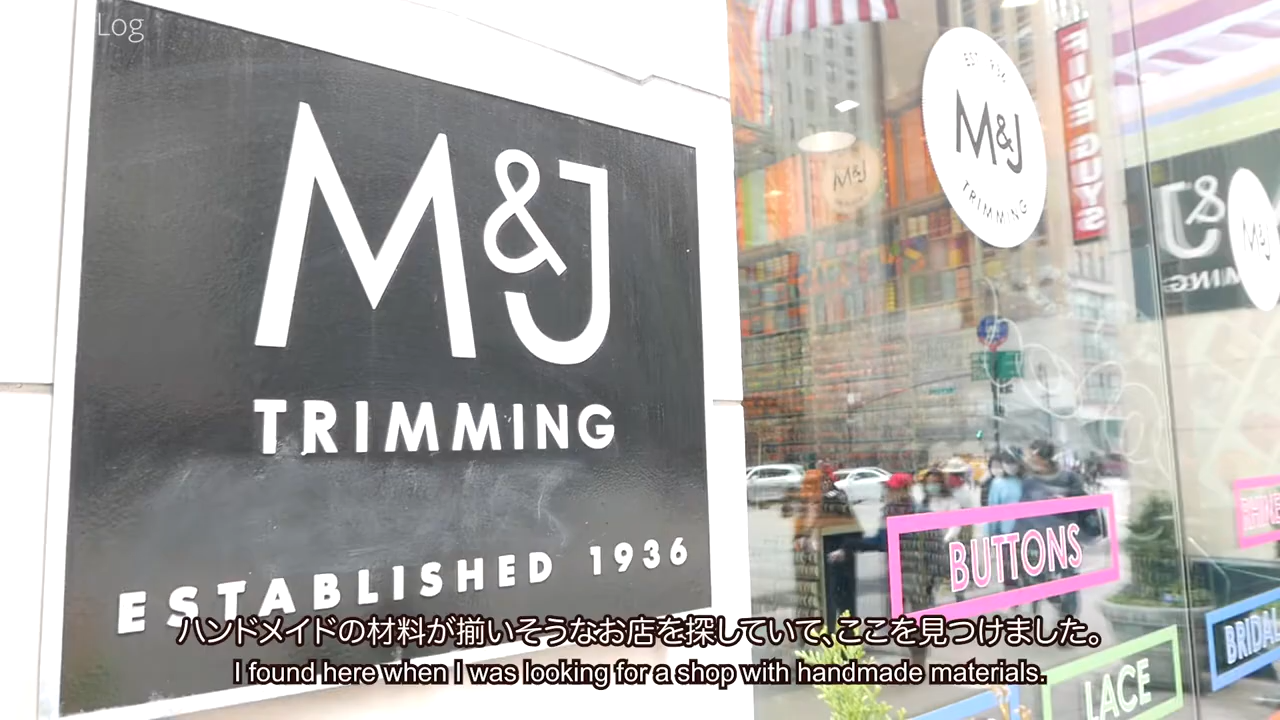 Log
M&J
TRIMMING
ESTABLISHED 1936
M&J
TRIMMING
M&J
FIVE GUYS
M&J
M&J
BUTTONS
BRIDAL
LACE
ハンドメイドの材料が揃いそうなお店を探していて、ここを見つけました。
I found here when I was looking for a shop with handmade materials.